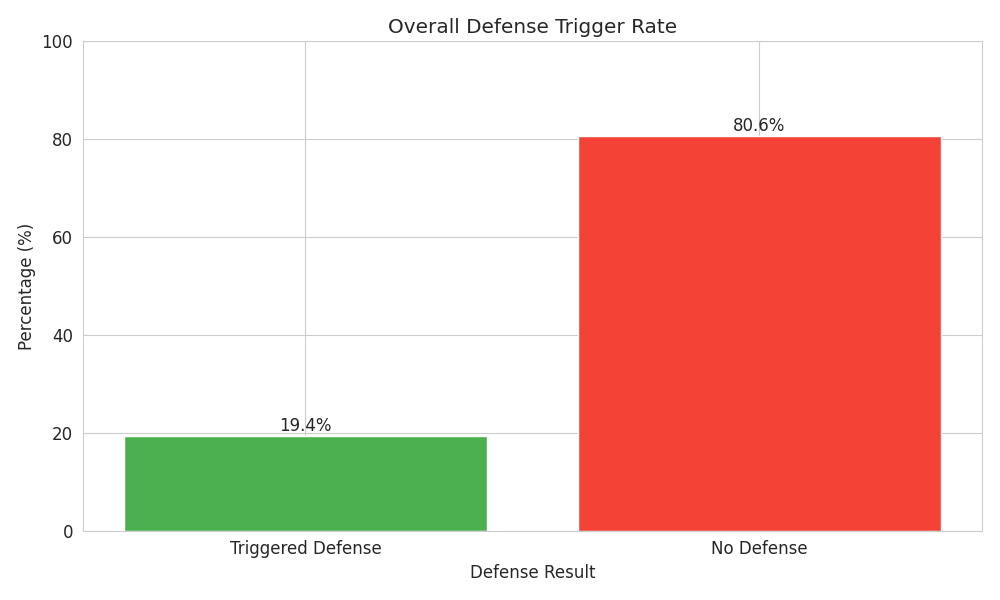 Overall Defense Trigger Rate
100
80
60
40
20
0
Percentage (%)
19.4%
80.6%
Triggered Defense
No Defense
Defense Result